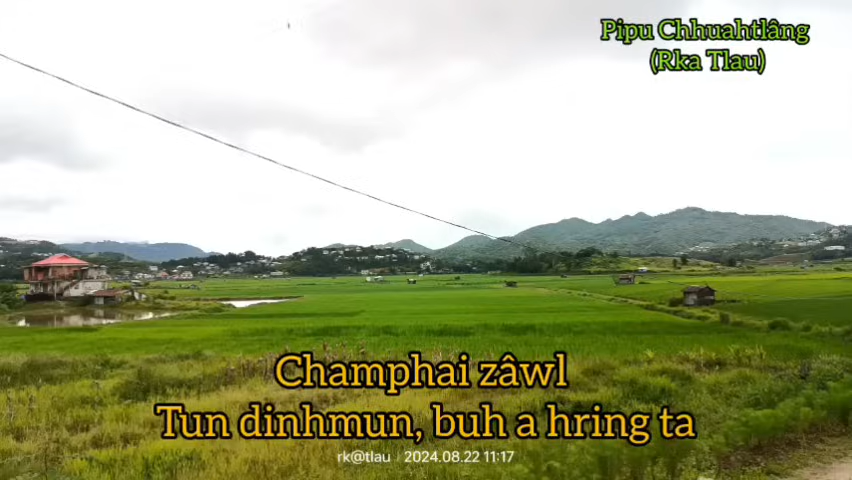 Pipu Chhuahtlâng
(Rka Tlau)
Champhai zâwl
Tun dinhmun, buh a hring ta
rk@tlau | 2024.08.22 11:17